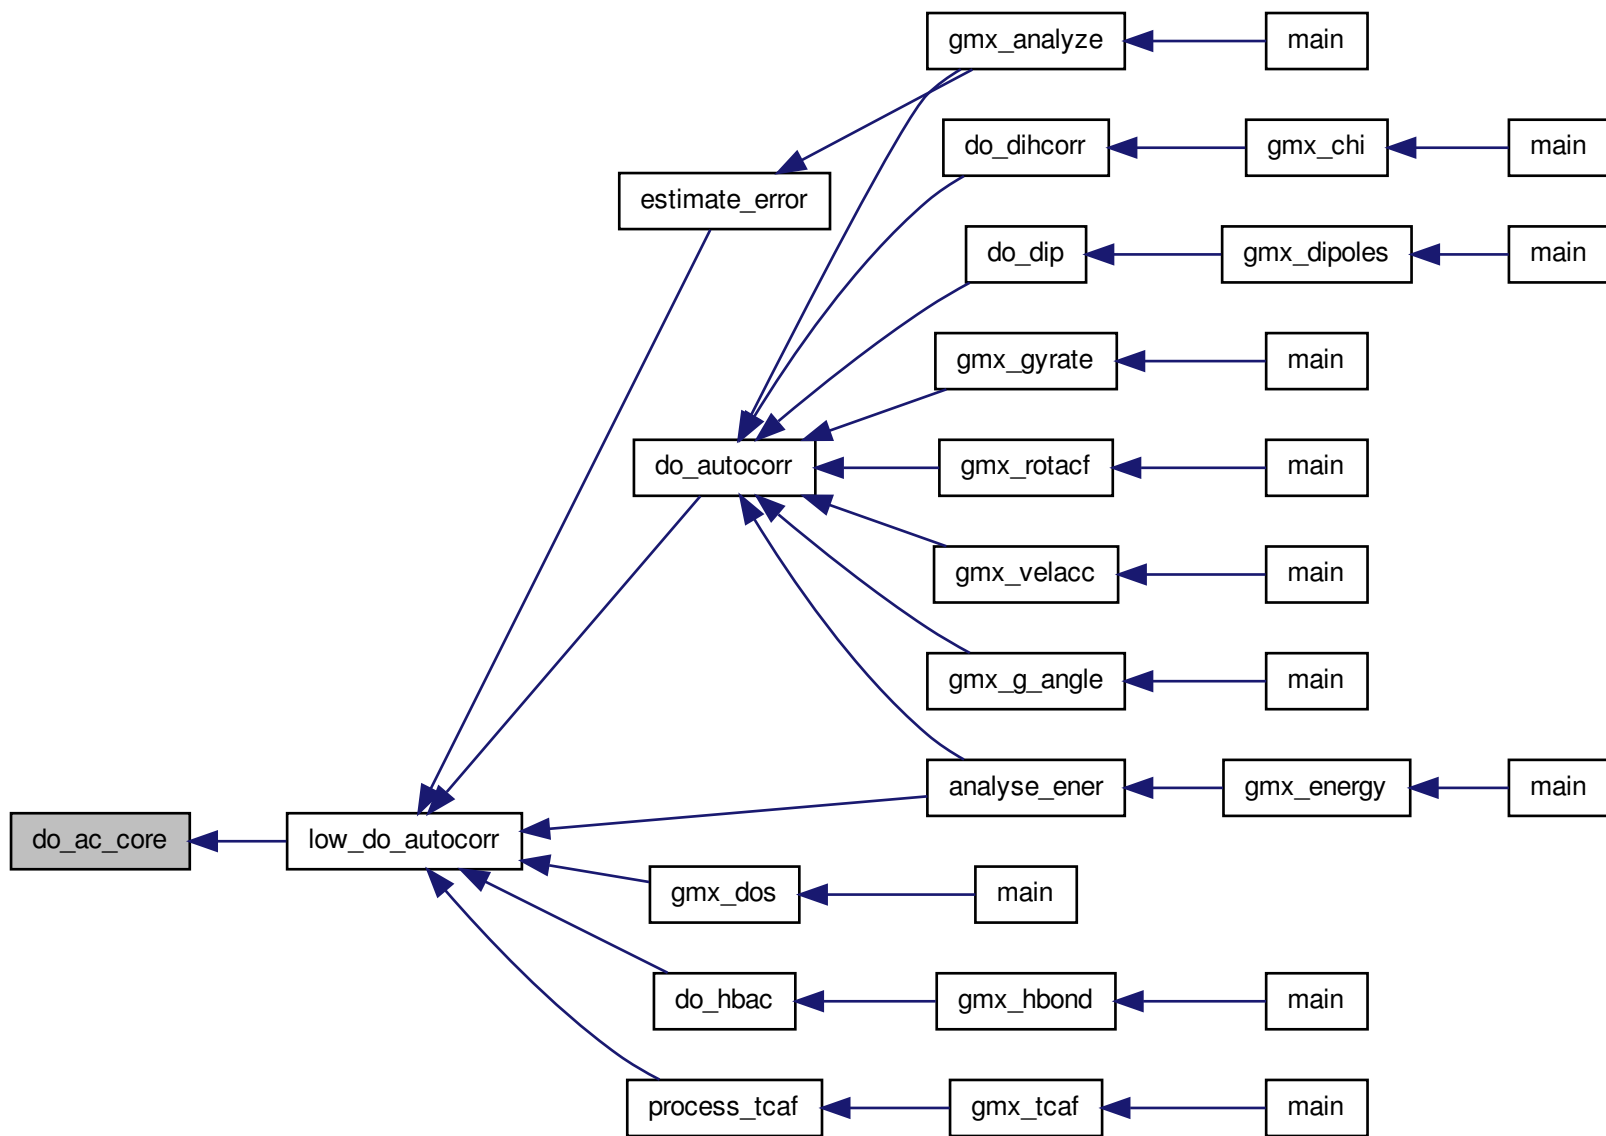 gmx_analyze
main
do_dihcorr
gmx_chi
main
estimate_error
do_dip
gmx_dipoles
main
gmx_gyrate
main
do_autocorr
gmx_rotacf
main
gmx_velacc
main
gmx_g_angle
main
analyse_ener
gmx_energy
main
do_ac_core
low_do_autocorr
gmx_dos
main
do_hbac
gmx_hbond
main
process_tcaf
gmx_tcaf
main